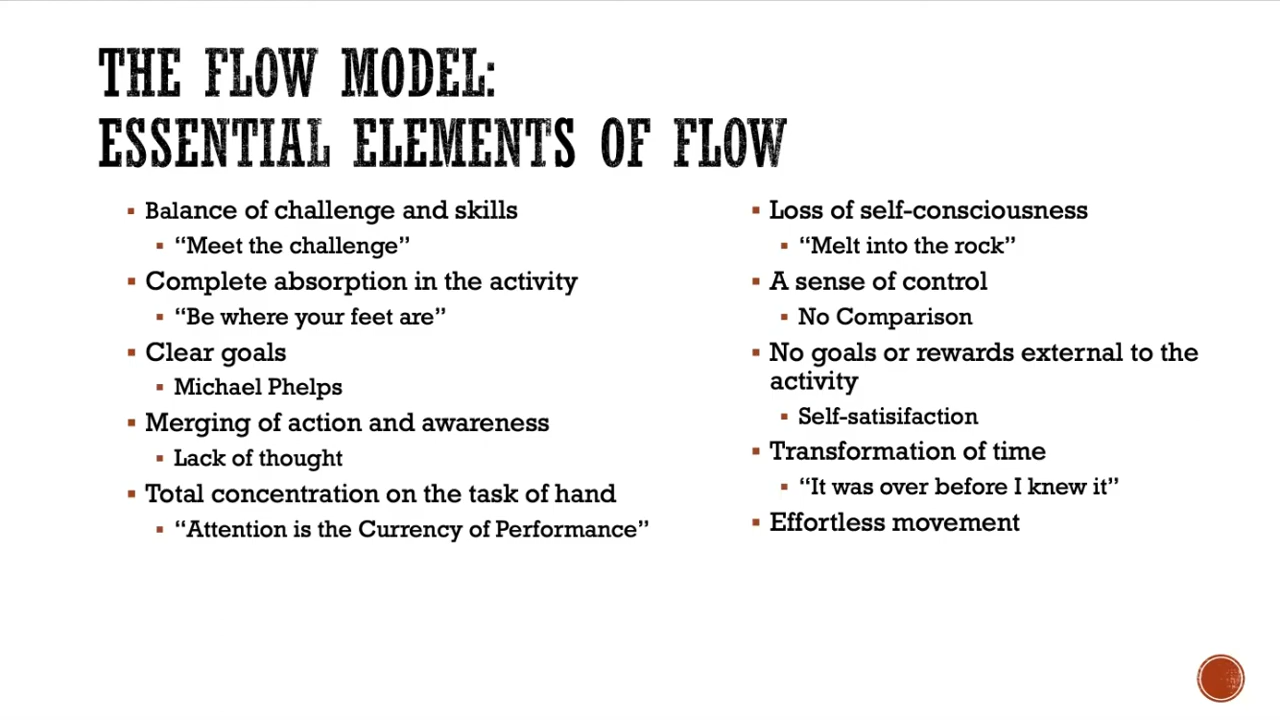 THE FLOW MODEL:
ESSENTIAL ELEMENTS OF FLOW
Balance of challenge and skills
“Meet the challenge”
Complete absorption in the activity
“Be where your feet are”
Clear goals
Michael Phelps
Merging of action and awareness
Lack of thought
Total concentration on the task of hand
“Attention is the Currency of Performance”
Loss of self-consciousness
“Melt into the rock”
A sense of control
No Comparison
No goals or rewards external to the
activity
Self-satisifaction
Transformation of time
“It was over before I knew it”
Effortless movement